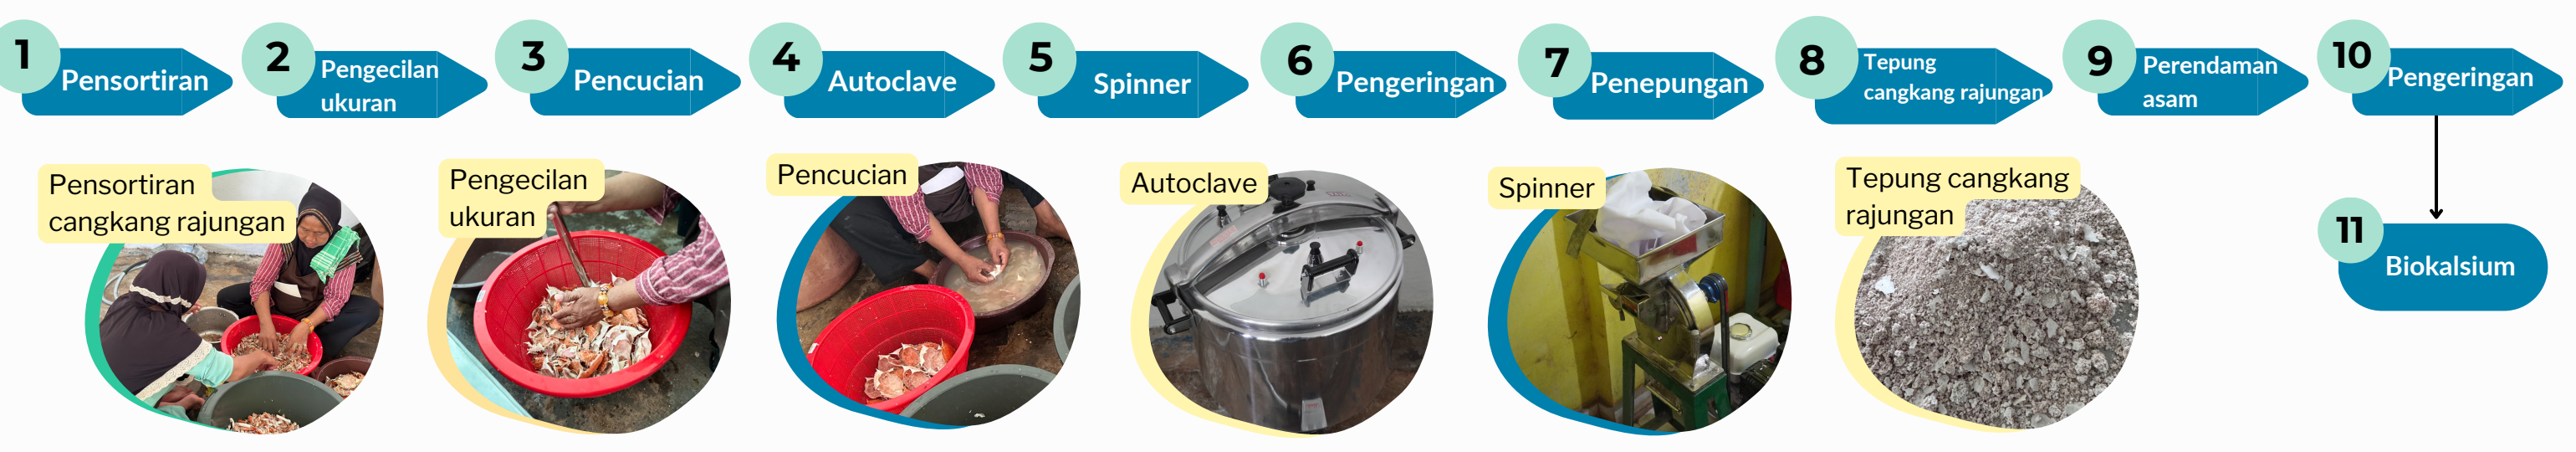 1
Pensortiran
2
Pengecilan
ukuran
3
Pencucian
4
Autoclave
5
Spinner
6
Pengeringan
7
Penepungan
8
Tepung
cangkang rajungan
9
Perendaman
asam
10
Pengeringan
Pensortiran
cangkang rajungan
Pengecilan
ukuran
Pencucian
Autoclave
Spinner
Tepung cangkang
rajungan
11
Biokalsium